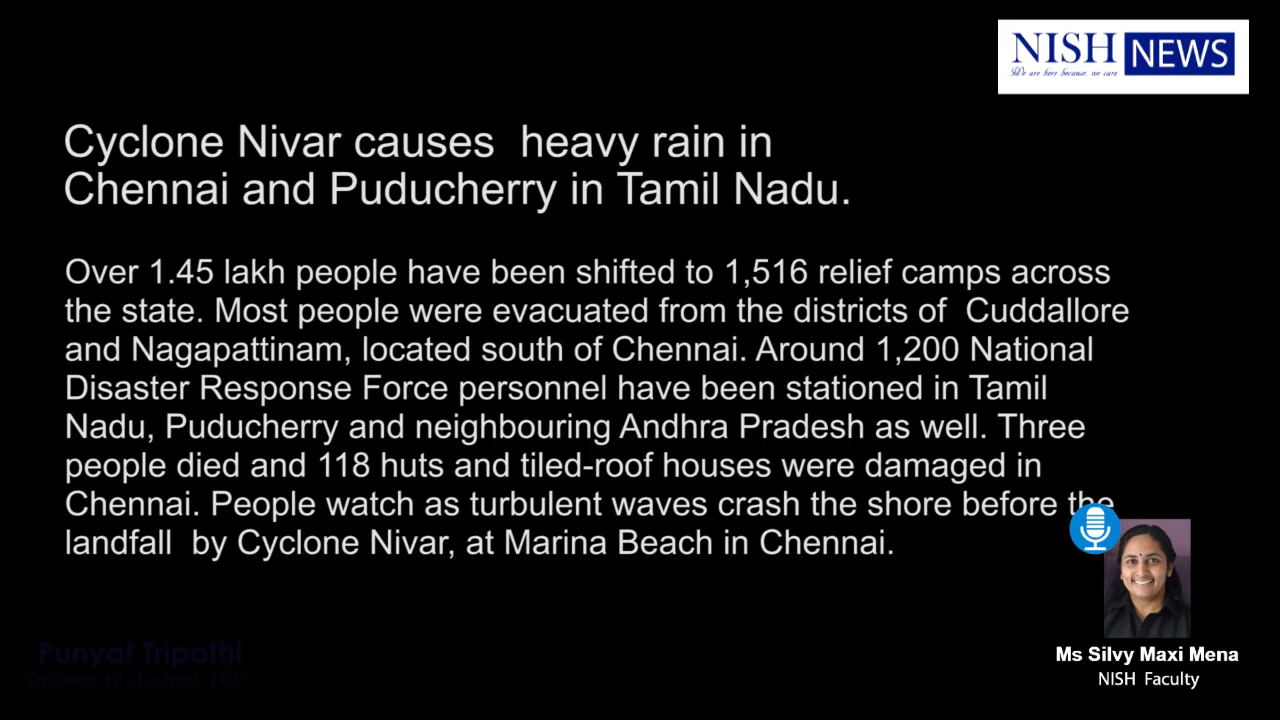 NISH NEWS
We are here because we care
Cyclone Nivar causes  heavy rain in
Chennai and Puducherry in Tamil Nadu.
Over 1.45 lakh people have been shifted to 1,516 relief camps across
the state. Most people were evacuated from the districts of  Cuddallore
and Nagapattinam, located south of Chennai. Around 1,200 National
Disaster Response Force personnel have been stationed in Tamil
Nadu, Puducherry and neighbouring Andhra Pradesh as well. Three
people died and 118 huts and tiled-roof houses were damaged in
Chennai. People watch as turbulent waves crash the shore before the
landfall  by Cyclone Nivar, at Marina Beach in Chennai.
Ms Silvy Maxi Mena
NISH Faculty
Punyat Tripathi